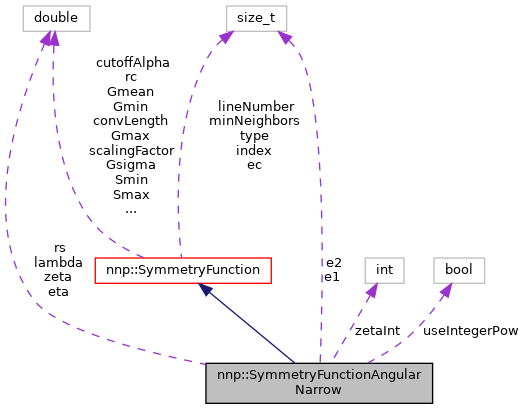 double
size_t
cutoffAlpha
rc
Gmean
Gmin
convLength
Gmax
scalingFactor
Gsigma
Smin
Smax
...
lineNumber
minNeighbors
type
index
ec
rs
lambda
zeta
eta
nnp::SymmetryFunction
e2
e1
int
bool
zetaInt
useIntegerPow
nnp::SymmetryFunctionAngular
Narrow